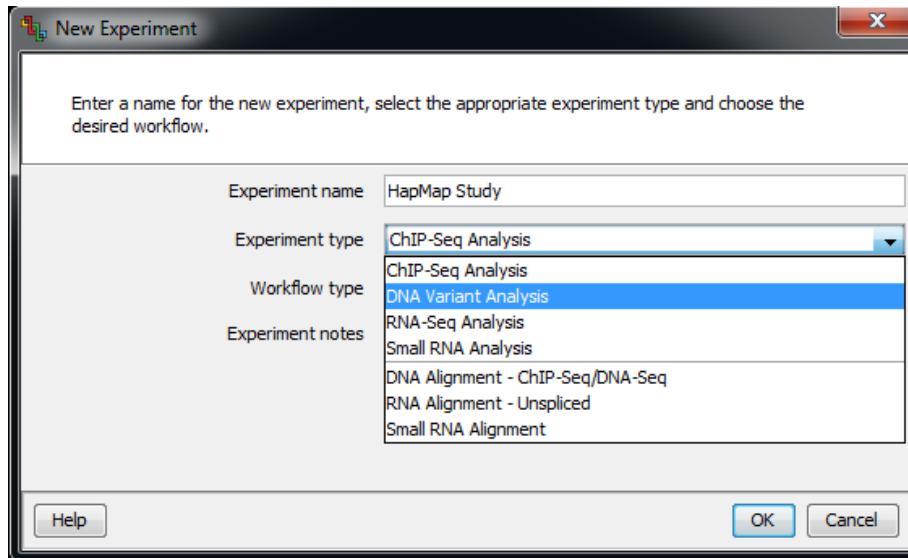 New Experiment
Enter a name for the new experiment, select the appropriate experiment type and choose the
desired workflow.
Experiment name HapMap Study
Experiment type ChIP-Seq Analysis
ChIP-Seq Analysis
Workflow type DNA Variant Analysis
Experiment notes RNA-Seq Analysis
Small RNA Analysis
DNA Alignment - ChIP-Seq/DNA-Seq
RNA Alignment - Unspliced
Small RNA Alignment
Help OK Cancel